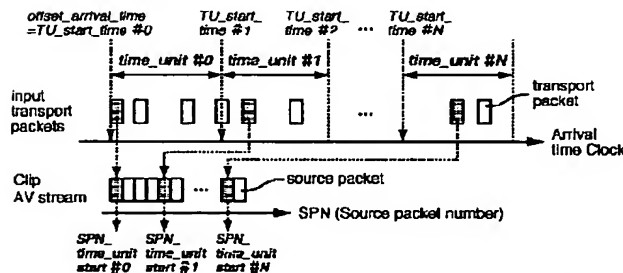 offset_arrival_time
=TU_start_time #0
TU_start_
time #1
TU_start_
time #2
...
TU_start_
time #N
time_unit #0
time_unit #1
time_unit #N
input
transport
packets
transport
packet
...
Arrival
time Clock
Clip
AV stream
...
source packet
SPN (Source packet number)
SPN_
time_unit
start #0
SPN_
time_unit
start #1
SPN_
time_unit
start #N